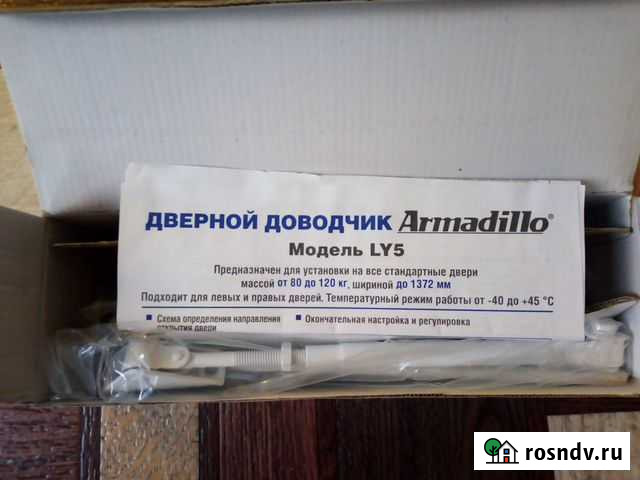 ДВЕРНОЙ ДОВОДЧИК Armadillo®
Модель LY5
Предназначен для установки на все стандартные двери
массой от 80 до 120 кг, шириной до 1372 мм
Подходит для левых и правых дверей. Температурный режим работы от -40 до +45 °C
■ Схема определения направления открытия двери
■ Окончательная настройка и регулировка
rosndv.ru